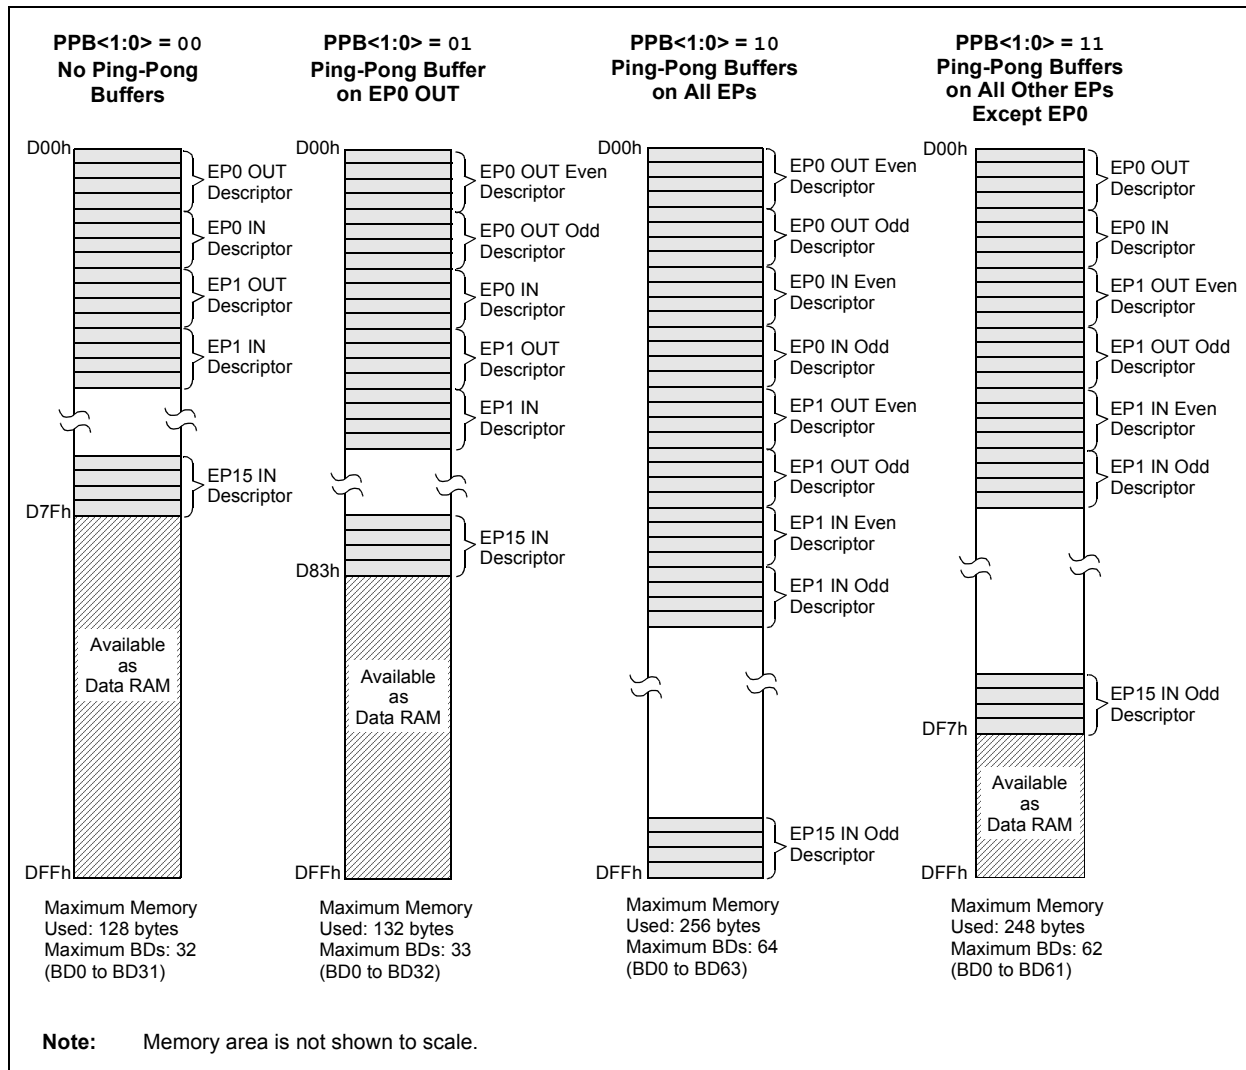 PPB<1:0> = 00
No Ping-Pong
Buffers
D00h
EP0 OUT
Descriptor
EP0 IN
Descriptor
EP1 OUT
Descriptor
EP1 IN
Descriptor
EP15 IN
Descriptor
D7Fh
Available
as
Data RAM
DFFh
Maximum Memory
Used: 128 bytes
Maximum BDs: 32
(BD0 to BD31)
PPB<1:0> = 01
Ping-Pong Buffer
on EP0 OUT
D00h
EP0 OUT Even
Descriptor
EP0 OUT Odd
Descriptor
EP0 IN
Descriptor
EP1 OUT
Descriptor
EP1 IN
Descriptor
EP15 IN
Descriptor
D83h
Available
as
Data RAM
DFFh
Maximum Memory
Used: 132 bytes
Maximum BDs: 33
(BD0 to BD32)
PPB<1:0> = 10
Ping-Pong Buffers
on All EPs
D00h
EP0 OUT Even
Descriptor
EP0 OUT Odd
Descriptor
EP0 IN Even
Descriptor
EP0 IN Odd
Descriptor
EP1 OUT Even
Descriptor
EP1 OUT Odd
Descriptor
EP1 IN Even
Descriptor
EP1 IN Odd
Descriptor
EP15 IN Odd
Descriptor
DFFh
Maximum Memory
Used: 256 bytes
Maximum BDs: 64
(BD0 to BD63)
PPB<1:0> = 11
Ping-Pong Buffers
on All Other EPs
Except EP0
D00h
EP0 OUT
Descriptor
EP0 IN
Descriptor
EP1 OUT Even
Descriptor
EP1 OUT Odd
Descriptor
EP1 IN Even
Descriptor
EP1 IN Odd
Descriptor
EP15 IN Odd
Descriptor
DF7h
Available
as
Data RAM
DFFh
Maximum Memory
Used: 248 bytes
Maximum BDs: 62
(BD0 to BD61)
Note: Memory area is not shown to scale.